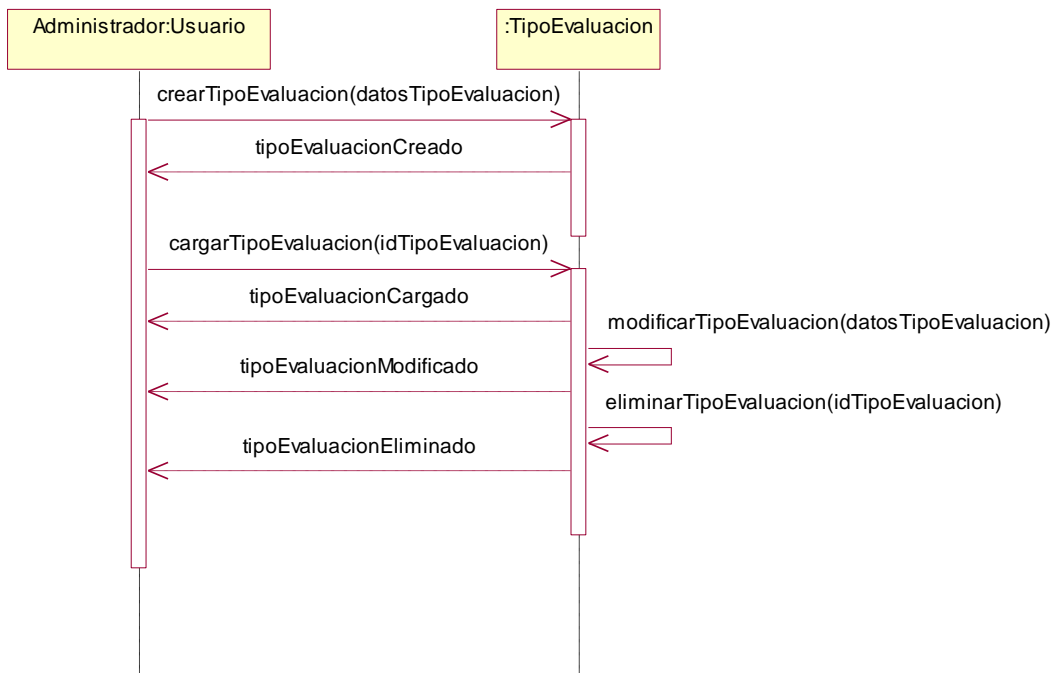 Administrador:Usuario
:TipoEvaluacion
crearTipoEvaluacion(datosTipoEvaluacion)
tipoEvaluacionCreado
cargarTipoEvaluacion(idTipoEvaluacion)
tipoEvaluacionCargado
modificarTipoEvaluacion(datosTipoEvaluacion)
tipoEvaluacionModificado
eliminarTipoEvaluacion(idTipoEvaluacion)
tipoEvaluacionEliminado